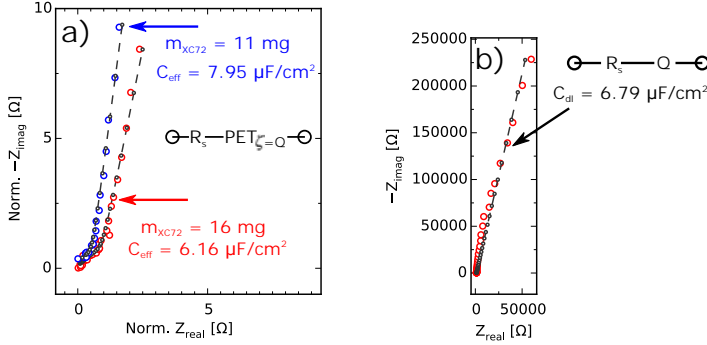 a)
m_XC72 = 11 mg
C_eff = 7.95 µF/cm²
R_s PET_ζ=Q
m_XC72 = 16 mg
C_eff = 6.16 µF/cm²
Norm. −Z_imag [Ω]
10
5
0
0
5
Norm. Z_real [Ω]
b)
R_s Q
C_dl = 6.79 µF/cm²
−Z_imag [Ω]
250000
200000
150000
100000
50000
0
0
50000
Z_real [Ω]